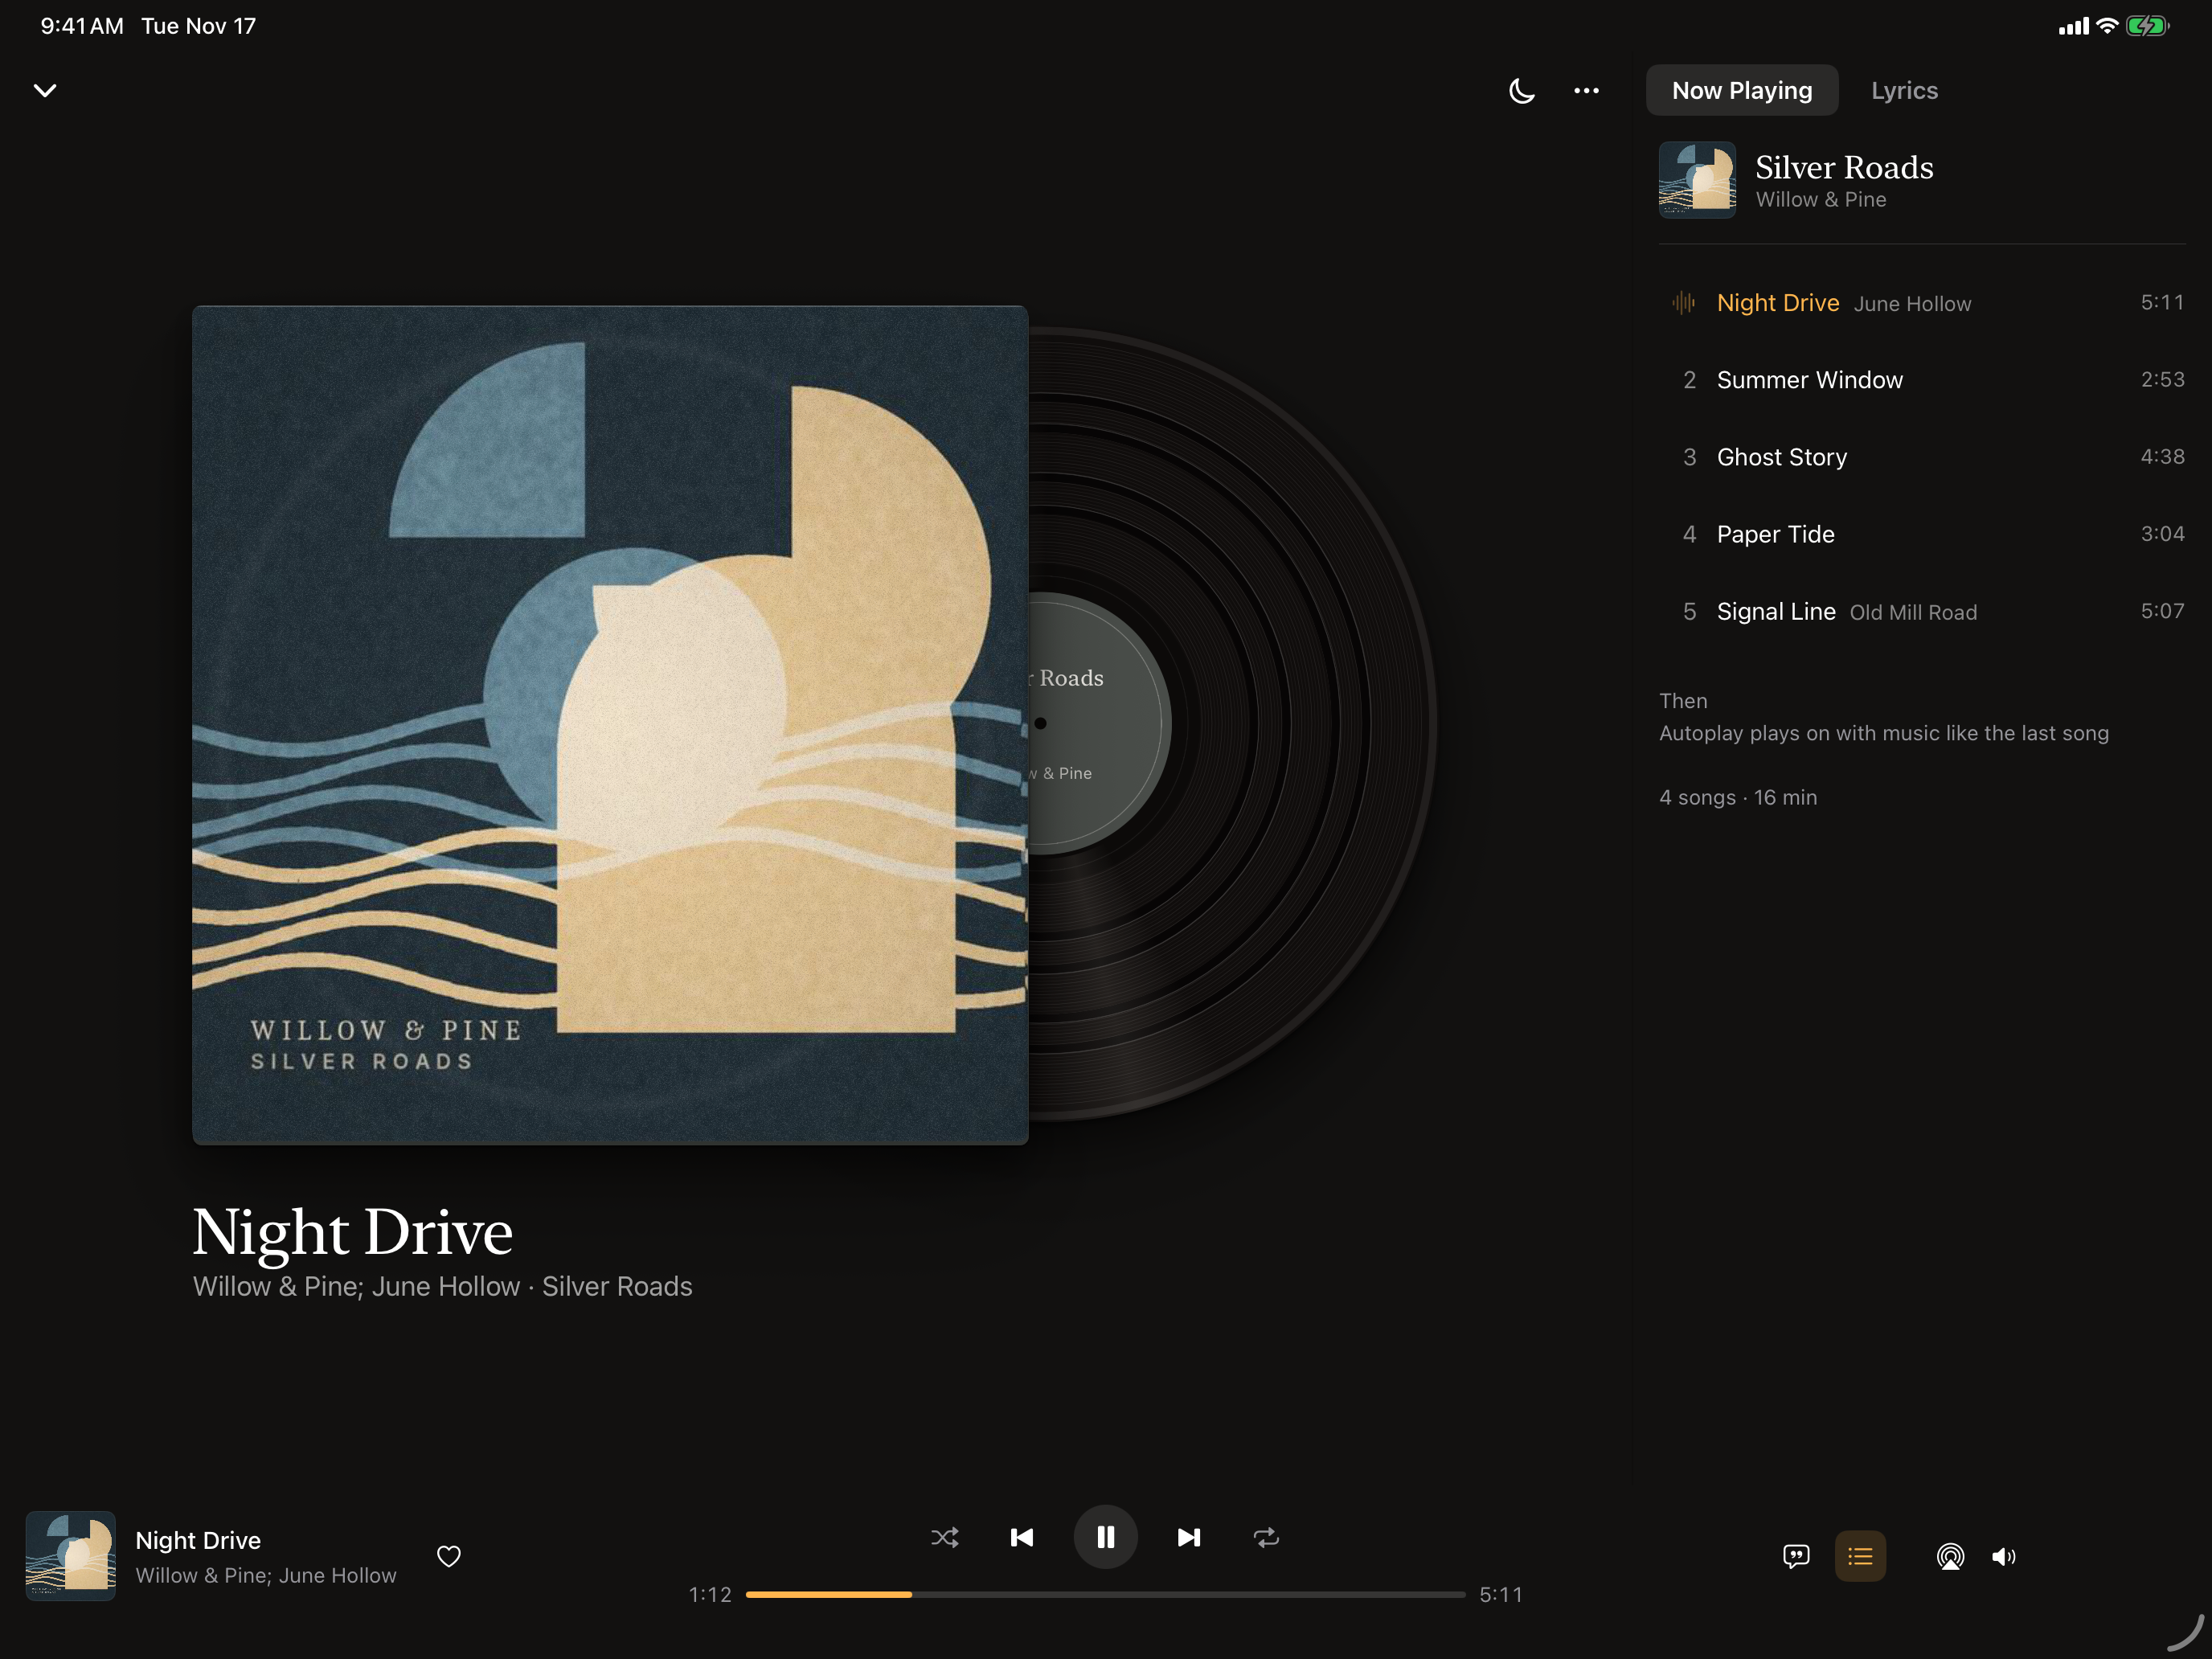 9:41 AM Tue Nov 17
Now Playing
Lyrics
Silver Roads
Willow & Pine
Night Drive June Hollow 5:11
2 Summer Window 2:53
3 Ghost Story 4:38
4 Paper Tide 3:04
5 Signal Line Old Mill Road 5:07
Then
Autoplay plays on with music like the last song
4 songs · 16 min
r Roads
w & Pine
WILLOW & PINE
SILVER ROADS
Night Drive
Willow & Pine; June Hollow · Silver Roads
Night Drive
Willow & Pine; June Hollow
1:12
5:11